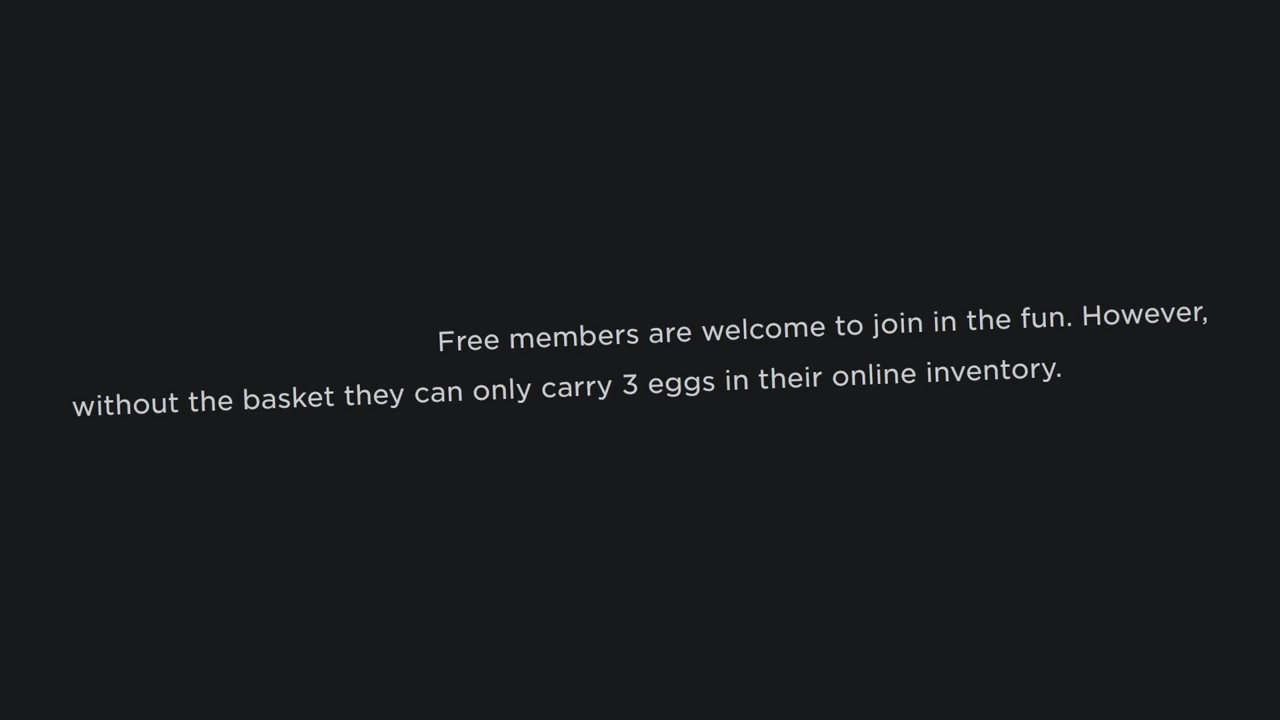 Free members are welcome to join in the fun. However,
without the basket they can only carry 3 eggs in their online inventory.